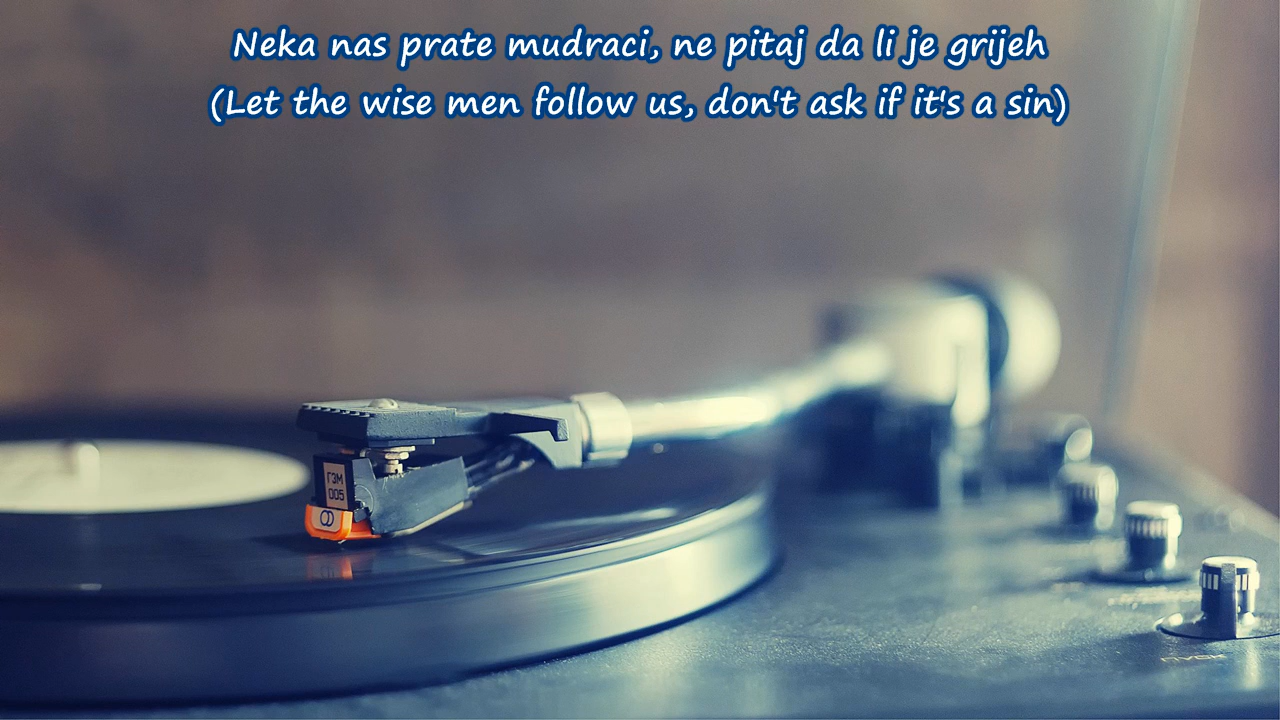 Neka nas prate mudraci, ne pitaj da li je grijeh
(Let the wise men follow us, don't ask if it's a sin)
ГЗМ
005